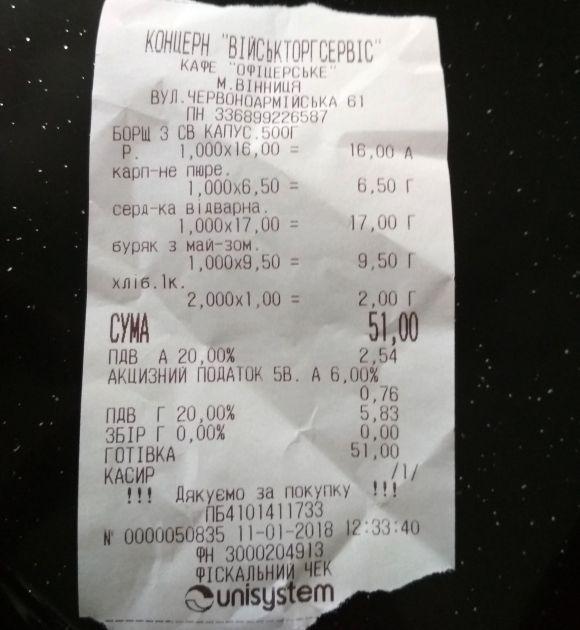 КОНЦЕРН "ВІЙСЬКТОРГСЕРВІС"
КАФЕ "ОФІЦЕРСЬКЕ"
М.ВІННИЦЯ
ВУЛ.ЧЕРВОНОАРМІЙСЬКА 61
ПН 336899226587
БОРЩ З СВ КАПУС.500Г
Р. 1,000x16,00 = 16,00 А
карп-не пюре.
1,000x6,50 = 6,50 Г
серд-ка відварна.
1,000x17,00 = 17,00 Г
буряк з май-зом.
1,000x9,50 = 9,50 Г
хліб.1к.
2,000x1,00 = 2,00 Г
СУМА 51,00
ПДВ А 20,00% 2,54
АКЦИЗНИЙ ПОДАТОК 5В. А 6,00%
0,76
ПДВ Г 20,00% 5,83
ЗБІР Г 0,00% 0,00
ГОТІВКА 51,00
КАСИР /1/
!!! Дякуємо за покупку !!!
ПБ4101411733
№ 0000050835 11-01-2018 12:33:40
ФН 3000204913
ФІСКАЛЬНИЙ ЧЕК
unisystem